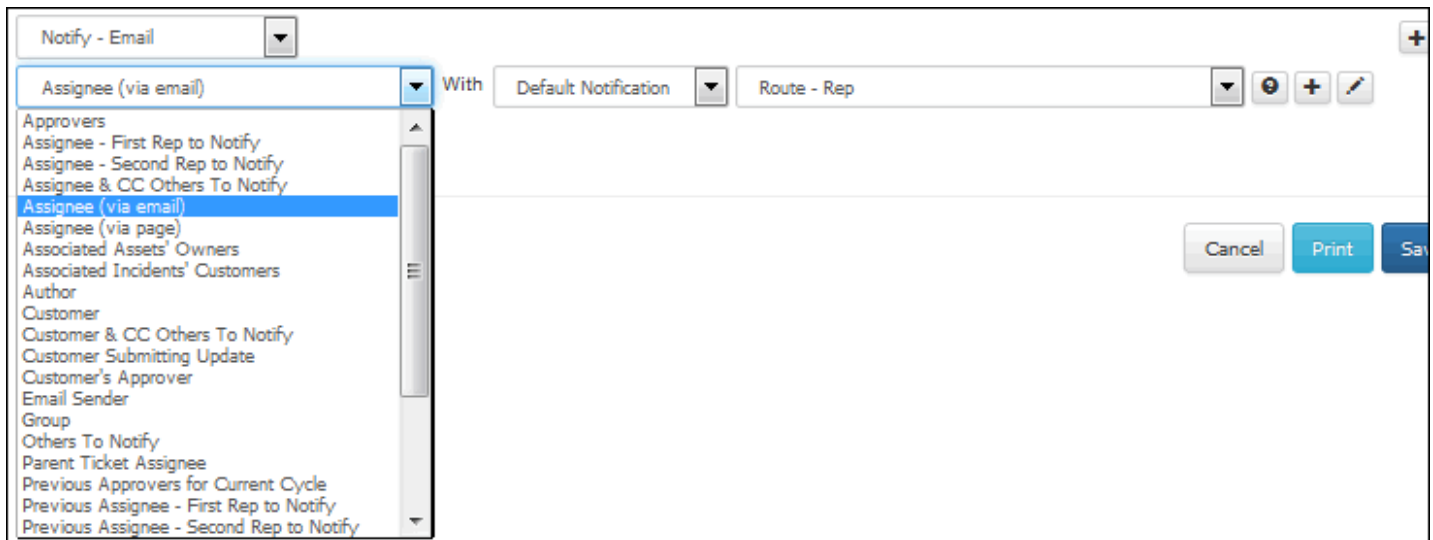 Notify - Email
Assignee (via email) With Default Notification Route - Rep
Approvers
Assignee - First Rep to Notify
Assignee - Second Rep to Notify
Assignee & CC Others To Notify
Assignee (via email)
Assignee (via page)
Associated Assets' Owners
Associated Incidents' Customers
Author
Customer
Customer & CC Others To Notify
Customer Submitting Update
Customer's Approver
Email Sender
Group
Others To Notify
Parent Ticket Assignee
Previous Approvers for Current Cycle
Previous Assignee - First Rep to Notify
Previous Assignee - Second Rep to Notify
Cancel Print Sav